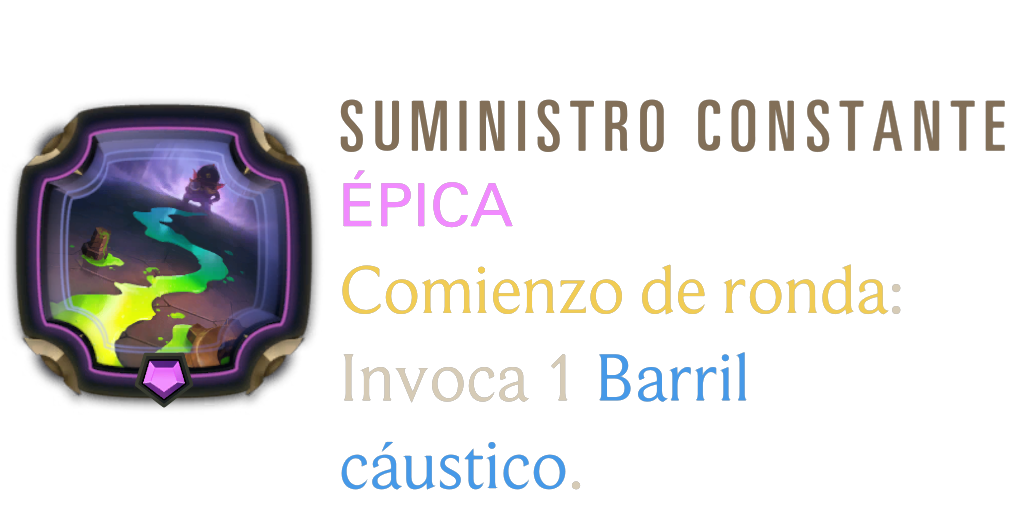 SUMINISTRO CONSTANTE
ÉPICA
Comienzo de ronda:
Invoca 1 Barril
cáustico.